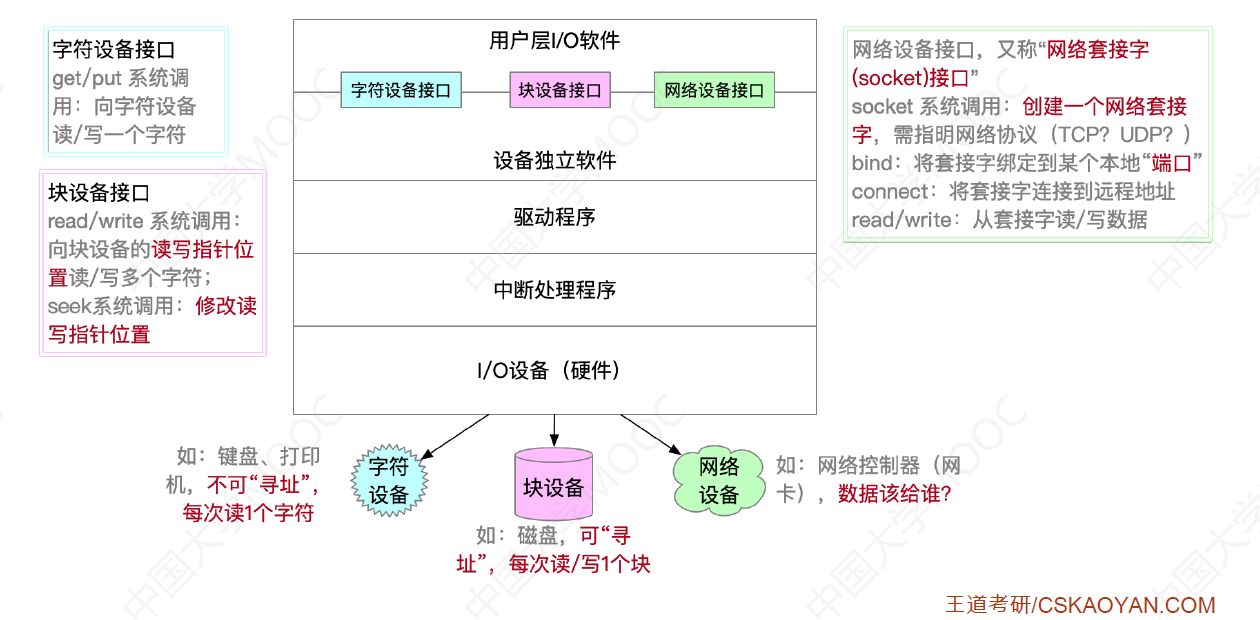 字符设备接口
get/put 系统调
用：向字符设备
读/写一个字符
块设备接口
read/write 系统调用：
向块设备的读写指针位
置读/写多个字符；
seek系统调用：修改读
写指针位置
用户层I/O软件
字符设备接口
块设备接口
网络设备接口
设备独立软件
驱动程序
中断处理程序
I/O设备（硬件）
网络设备接口，又称“网络套接字
(socket)接口”
socket 系统调用：创建一个网络套接
字，需指明网络协议（TCP？UDP？）
bind：将套接字绑定到某个本地“端口”
connect：将套接字连接到远程地址
read/write：从套接字读/写数据
如：键盘、打印
机，不可“寻址”，
每次读1个字符
字符
设备
块设备
如：磁盘，可“寻
址”，每次读/写1个块
网络
设备
如：网络控制器（网
卡），数据该给谁？
王道考研/CSKAOYAN.COM
中国大学MOOC